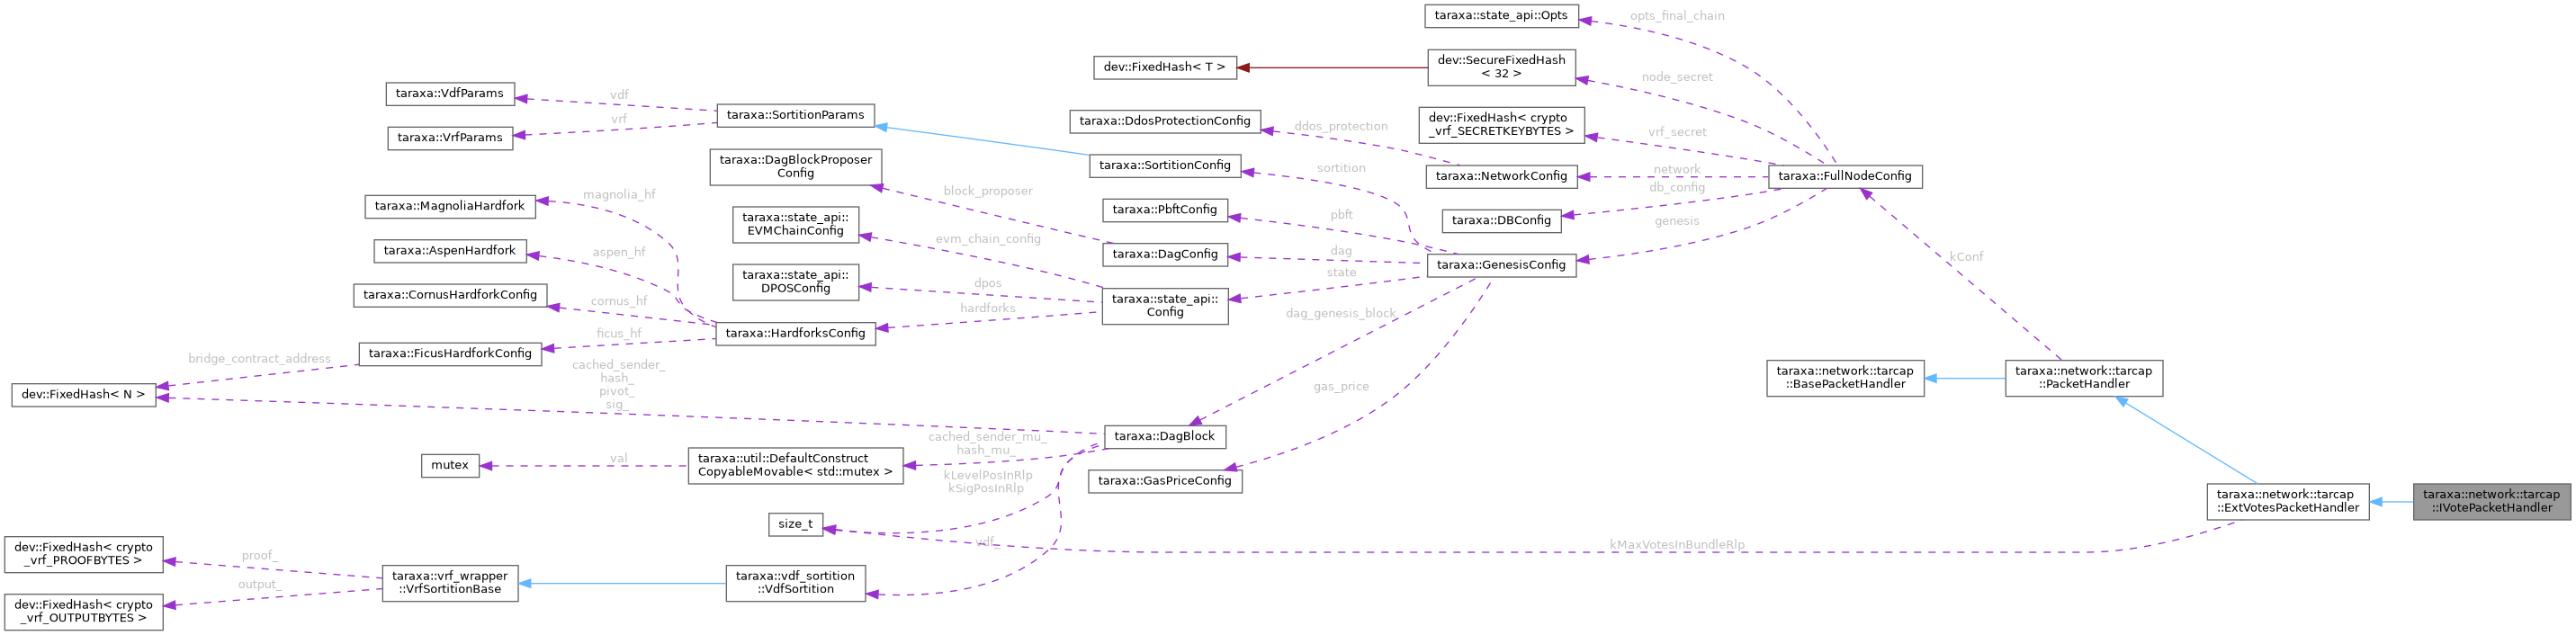 taraxa::state_api::Opts
opts_final_chain
dev::FixedHash< T >
dev::SecureFixedHash
< 32 >
node_secret
taraxa::VdfParams
vdf
taraxa::SortitionParams
vrf
taraxa::VrfParams
taraxa::DdosProtectionConfig
ddos_protection
dev::FixedHash< crypto
_vrf_SECRETKEYBYTES >
vrf_secret
taraxa::DagBlockProposer
Config
taraxa::SortitionConfig
sortition
taraxa::NetworkConfig
network
taraxa::FullNodeConfig
db_config
taraxa::DBConfig
genesis
magnolia_hf
taraxa::MagnoliaHardfork
block_proposer
taraxa::PbftConfig
pbft
taraxa::state_api::
EVMChainConfig
evm_chain_config
taraxa::AspenHardfork
aspen_hf
taraxa::DagConfig
dag
taraxa::GenesisConfig
kConf
taraxa::state_api::
DPOSConfig
dpos
state
taraxa::CornusHardforkConfig
cornus_hf
hardforks
taraxa::state_api::
Config
dag_genesis_block
taraxa::HardforksConfig
ficus_hf
taraxa::FicusHardforkConfig
bridge_contract_address
dev::FixedHash< N >
cached_sender_
hash_
pivot_
sig_
gas_price
taraxa::network::tarcap
::BasePacketHandler
taraxa::network::tarcap
::PacketHandler
taraxa::DagBlock
cached_sender_mu_
hash_mu_
mutex
val
taraxa::util::DefaultConstruct
CopyableMovable< std::mutex >
kLevelPosInRlp
kSigPosInRlp
taraxa::GasPriceConfig
taraxa::network::tarcap
::ExtVotesPacketHandler
taraxa::network::tarcap
::IVotePacketHandler
size_t
vdf_
kMaxVotesInBundleRlp
dev::FixedHash< crypto
_vrf_PROOFBYTES >
proof_
taraxa::vrf_wrapper
::VrfSortitionBase
taraxa::vdf_sortition
::VdfSortition
output_
dev::FixedHash< crypto
_vrf_OUTPUTBYTES >